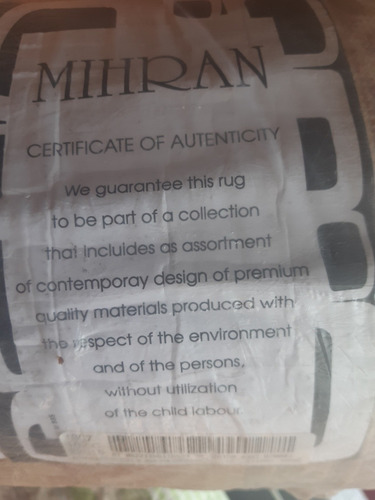 MIHRAN
CERTIFICATE OF AUTENTICITY
We guarantee this rug
to be part of a collection
that incluides as assortment
of contemporay design of premium
quality materials produced with
the respect of the environment
and of the persons,
without utilization
of the child labour